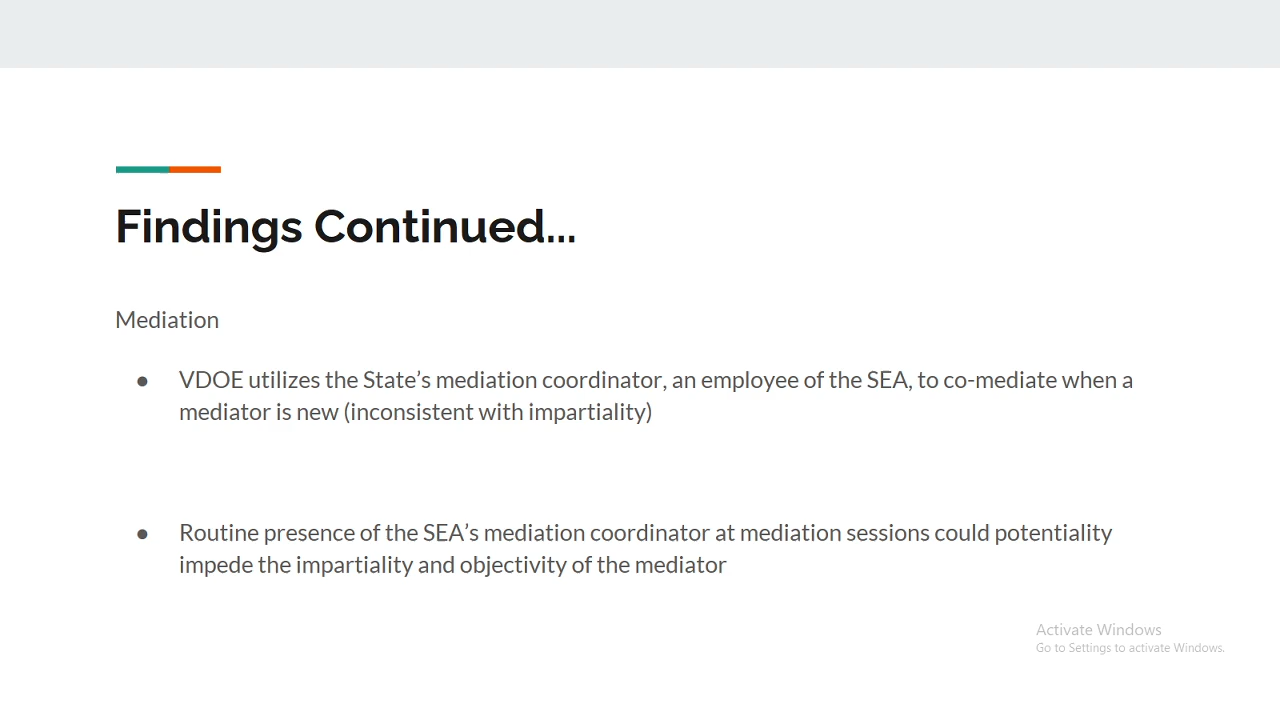 Findings Continued...
Mediation
● VDOE utilizes the State’s mediation coordinator, an employee of the SEA, to co-mediate when a
mediator is new (inconsistent with impartiality)
● Routine presence of the SEA’s mediation coordinator at mediation sessions could potentiality
impede the impartiality and objectivity of the mediator
Activate Windows
Go to Settings to activate Windows.